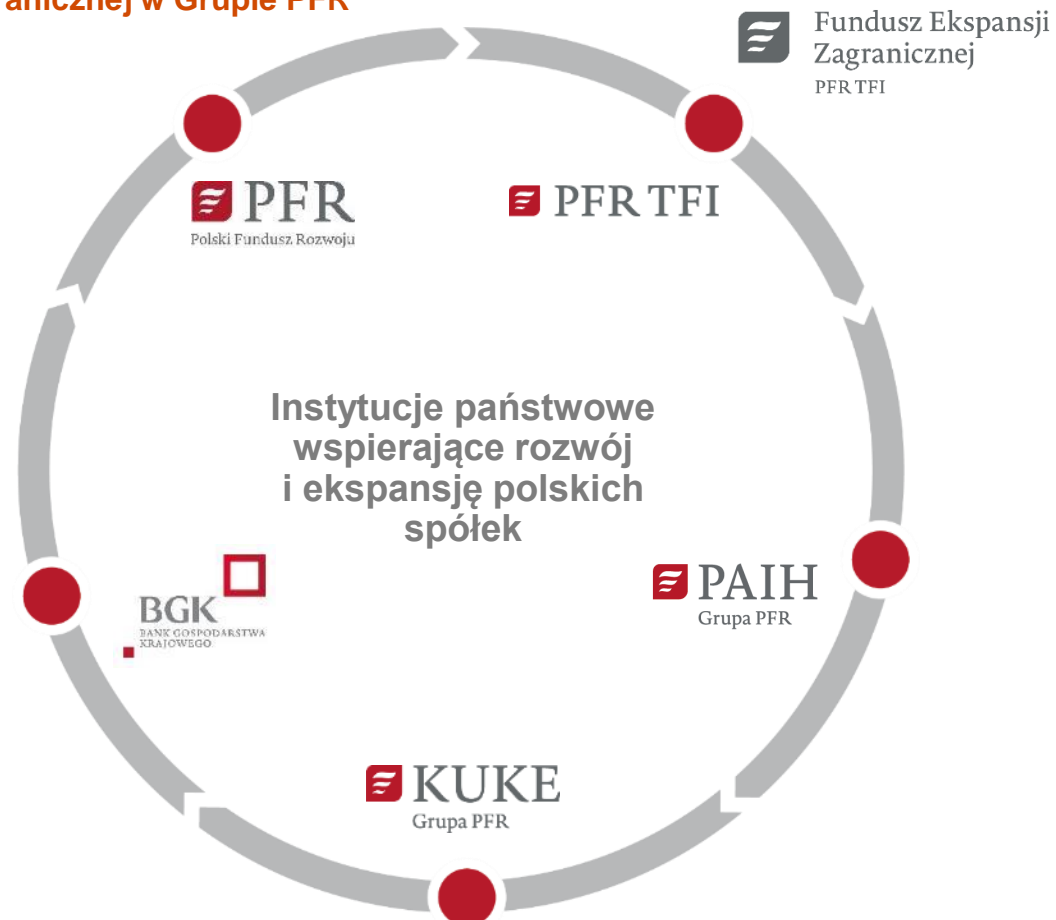 anicznej w Grupie PFR
Fundusz Ekspansji
Zagranicznej
PFR TFI
PFR
Polski Fundusz Rozwoju
PFR TFI
Instytucje państwowe
wspierające rozwój
i ekspansję polskich
spółek
PAIH
Grupa PFR
BGK
BANK GOSPODARSTWA
KRAJOWEGO
KUKE
Grupa PFR